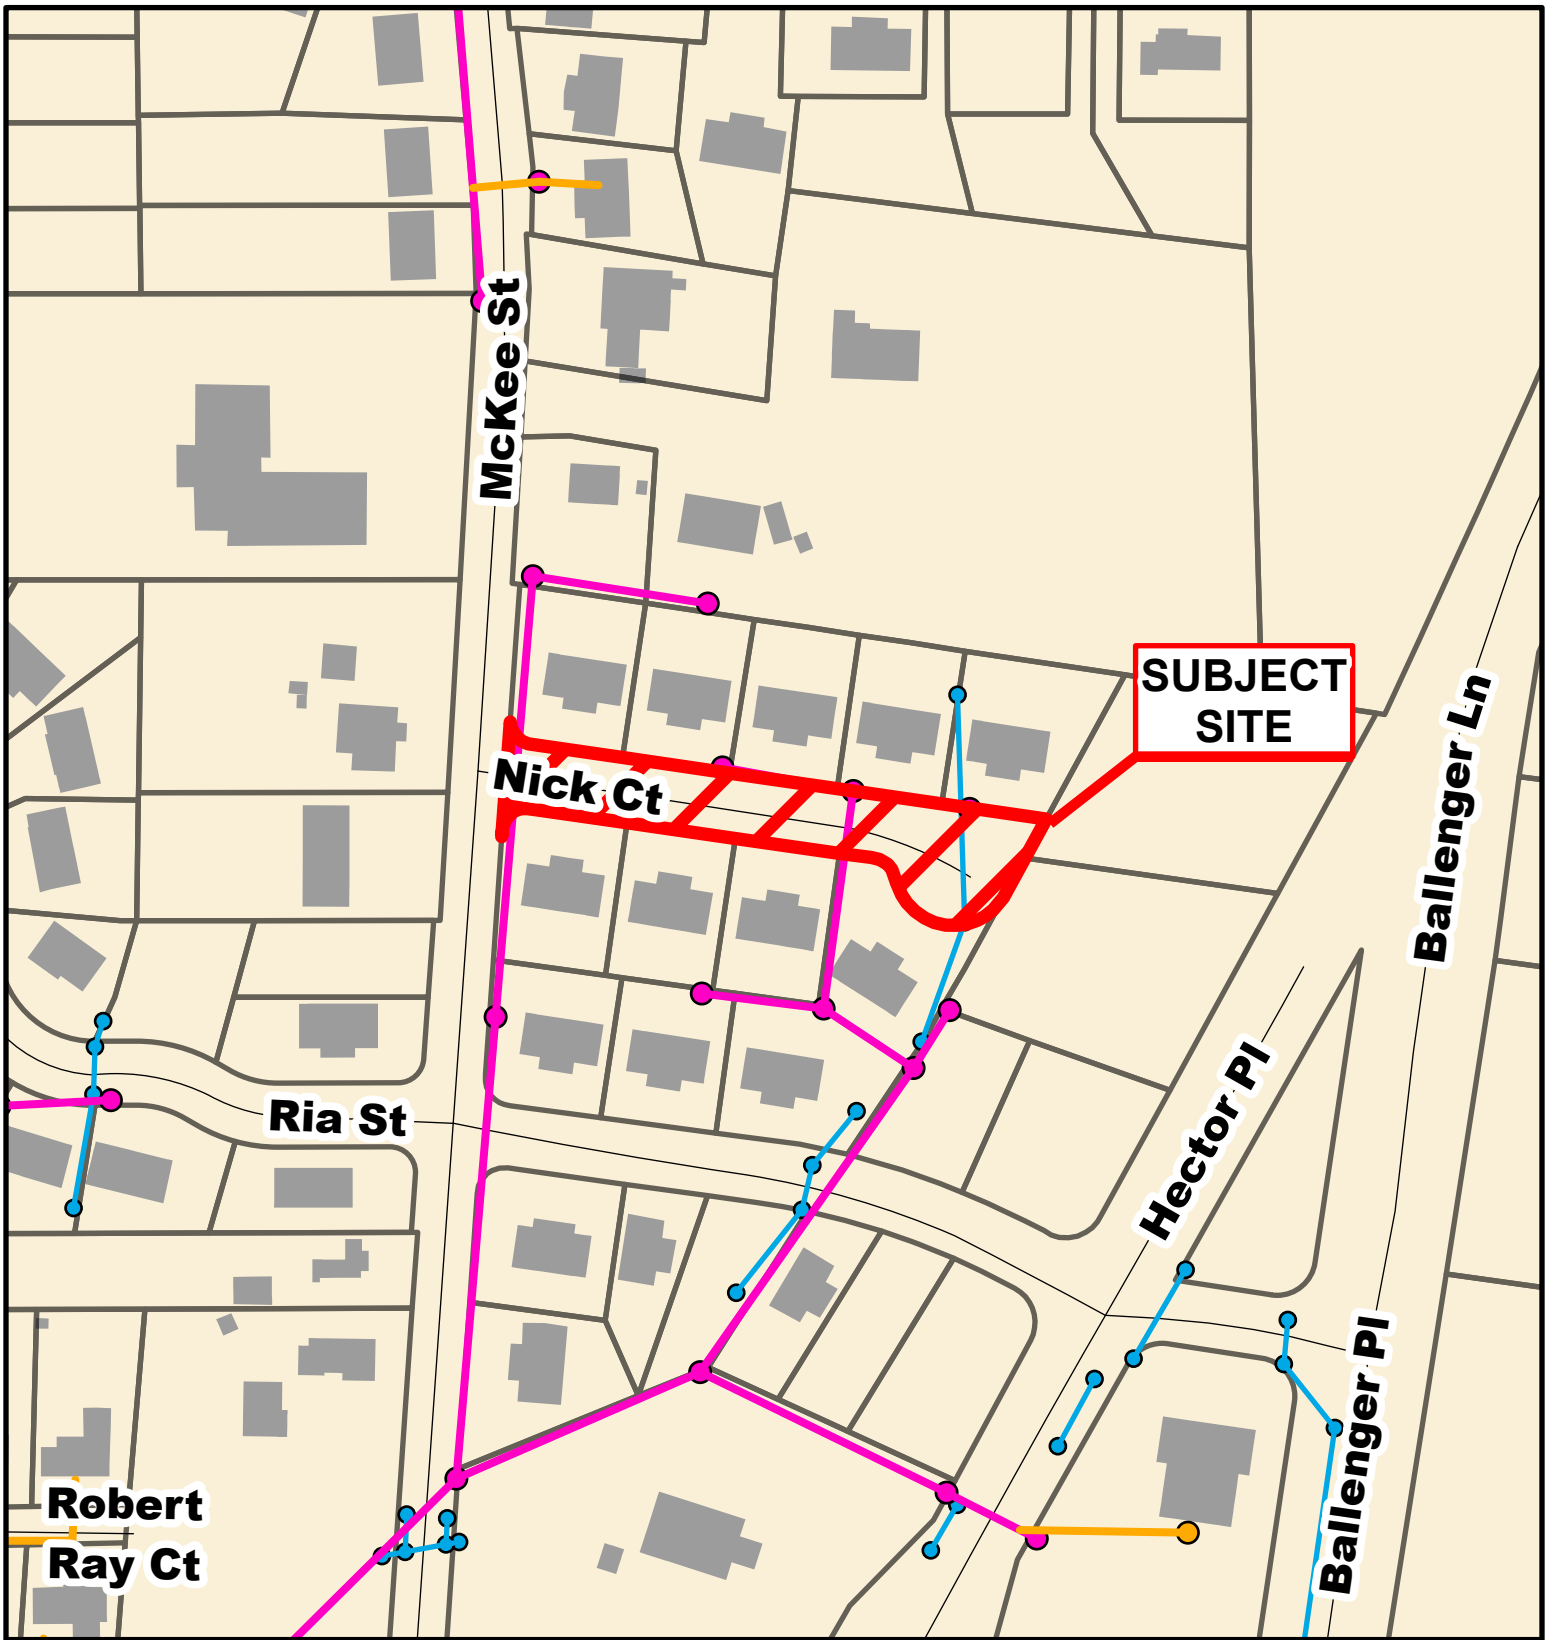 McKee St
SUBJECT
SITE
Nick Ct
Ballenger Ln
Ria St
Hector Pl
Ballenger Pl
Robert
Ray Ct